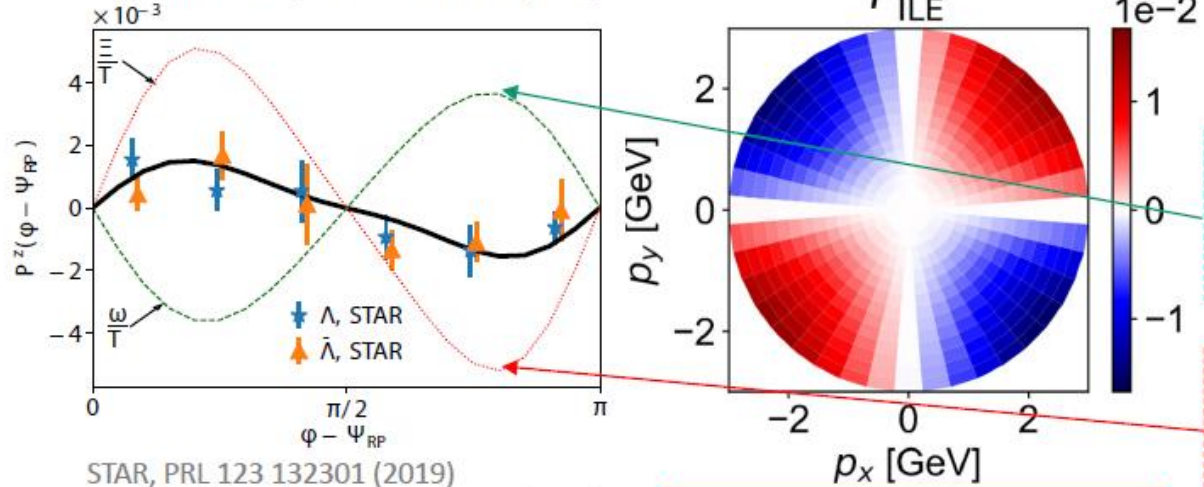 ×10⁻³
Ξ
T
4
2
0
−2
−4
P ᶻ(φ − Ψ_RP)
ω
T
Λ, STAR
Λ̄, STAR
0
π/2
π
φ − Ψ_RP
STAR, PRL 123 132301 (2019)
ILE
1e−2
2
0
−2
p_y [GeV]
−2
0
2
p_x [GeV]
1
0
−1